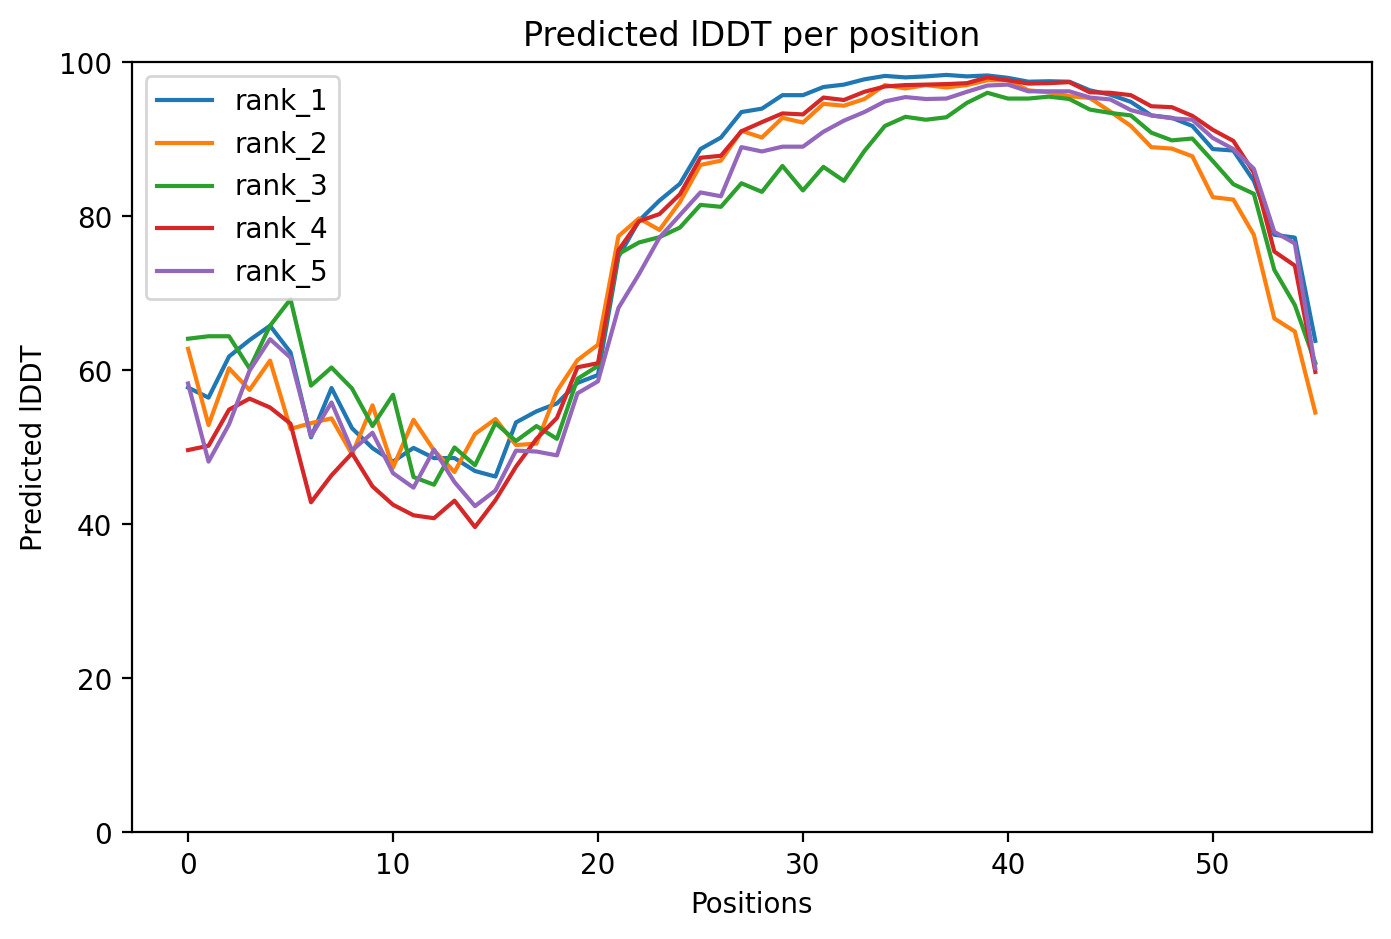 Predicted lDDT per position
100
80
60
40
20
0
Predicted lDDT
rank_1
rank_2
rank_3
rank_4
rank_5
0 10 20 30 40 50
Positions